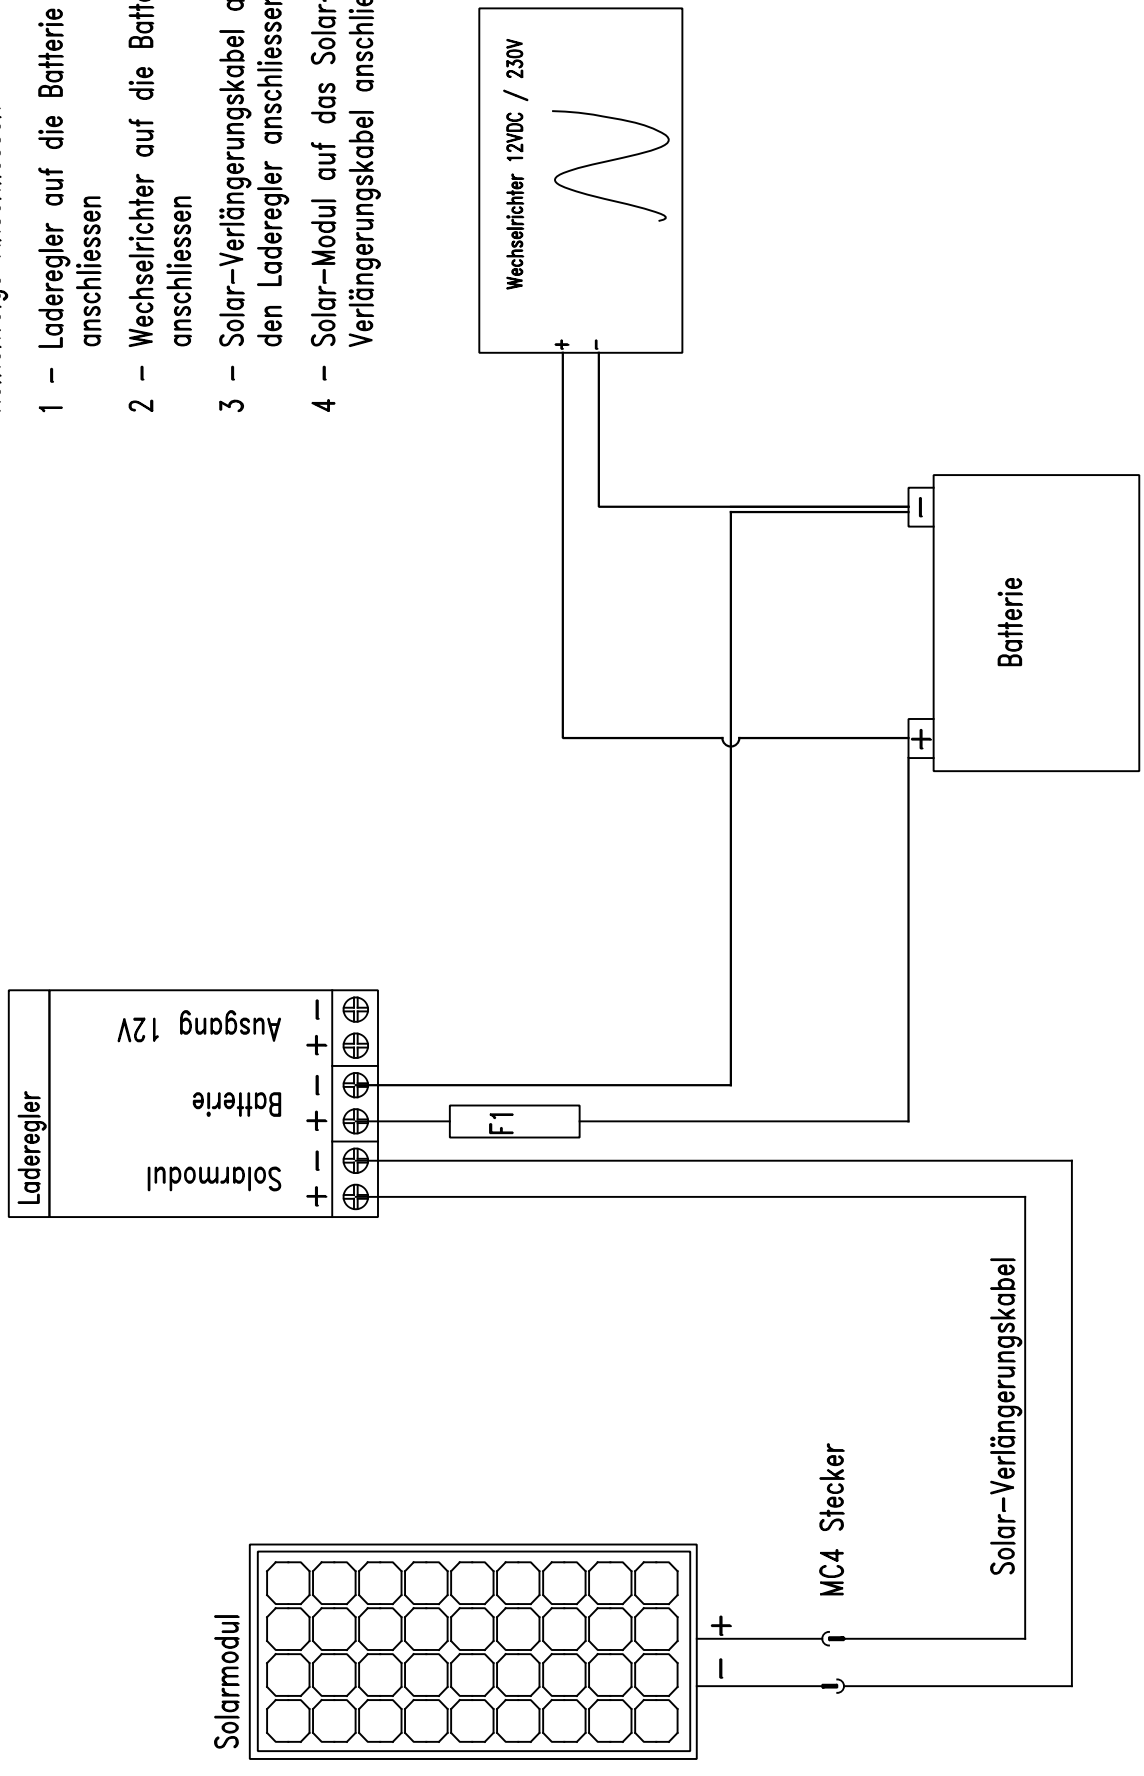 1 - Laderegler auf die Batterie
anschliessen
2 - Wechselrichter auf die
anschliessen
3 - Solar-Verlängerungskabel
den Laderegler anschliessen
4 - Solar-Modul auf das Solar-
Verlängerungskabel
Wechselrichter 12VDC / 230V
+
-
Laderegler
Ausgang 12V
- +
Batterie
- +
Solarmodul
- +
F1
Batterie
-
+
Solarmodul
+
-
MC4 Stecker
Solar-Verlängerungskabel